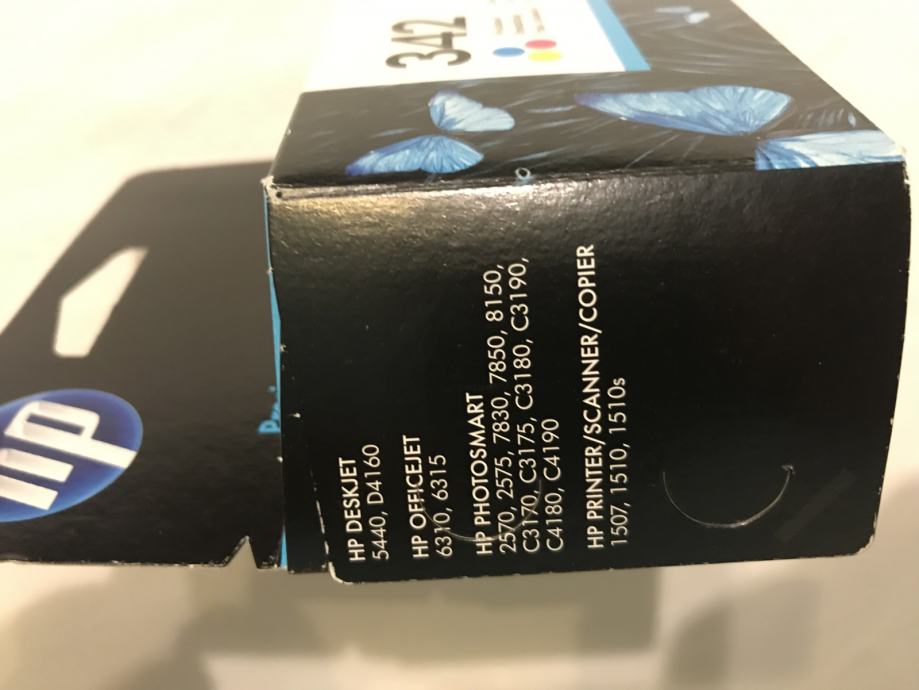 342
hp
HP DESKJET
5440, D4160
HP OFFICEJET
6310, 6315
HP PHOTOSMART
2570, 2575, 7830, 7850, 8150,
C3170, C3175, C3180, C3190,
C4180, C4190
HP PRINTER/SCANNER/COPIER
1507, 1510, 1510s